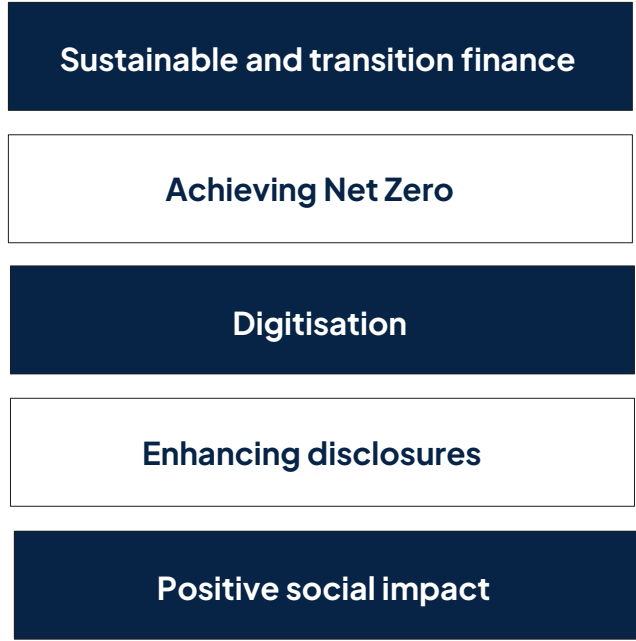 Sustainable and transition finance
Achieving Net Zero
Digitisation
Enhancing disclosures
Positive social impact